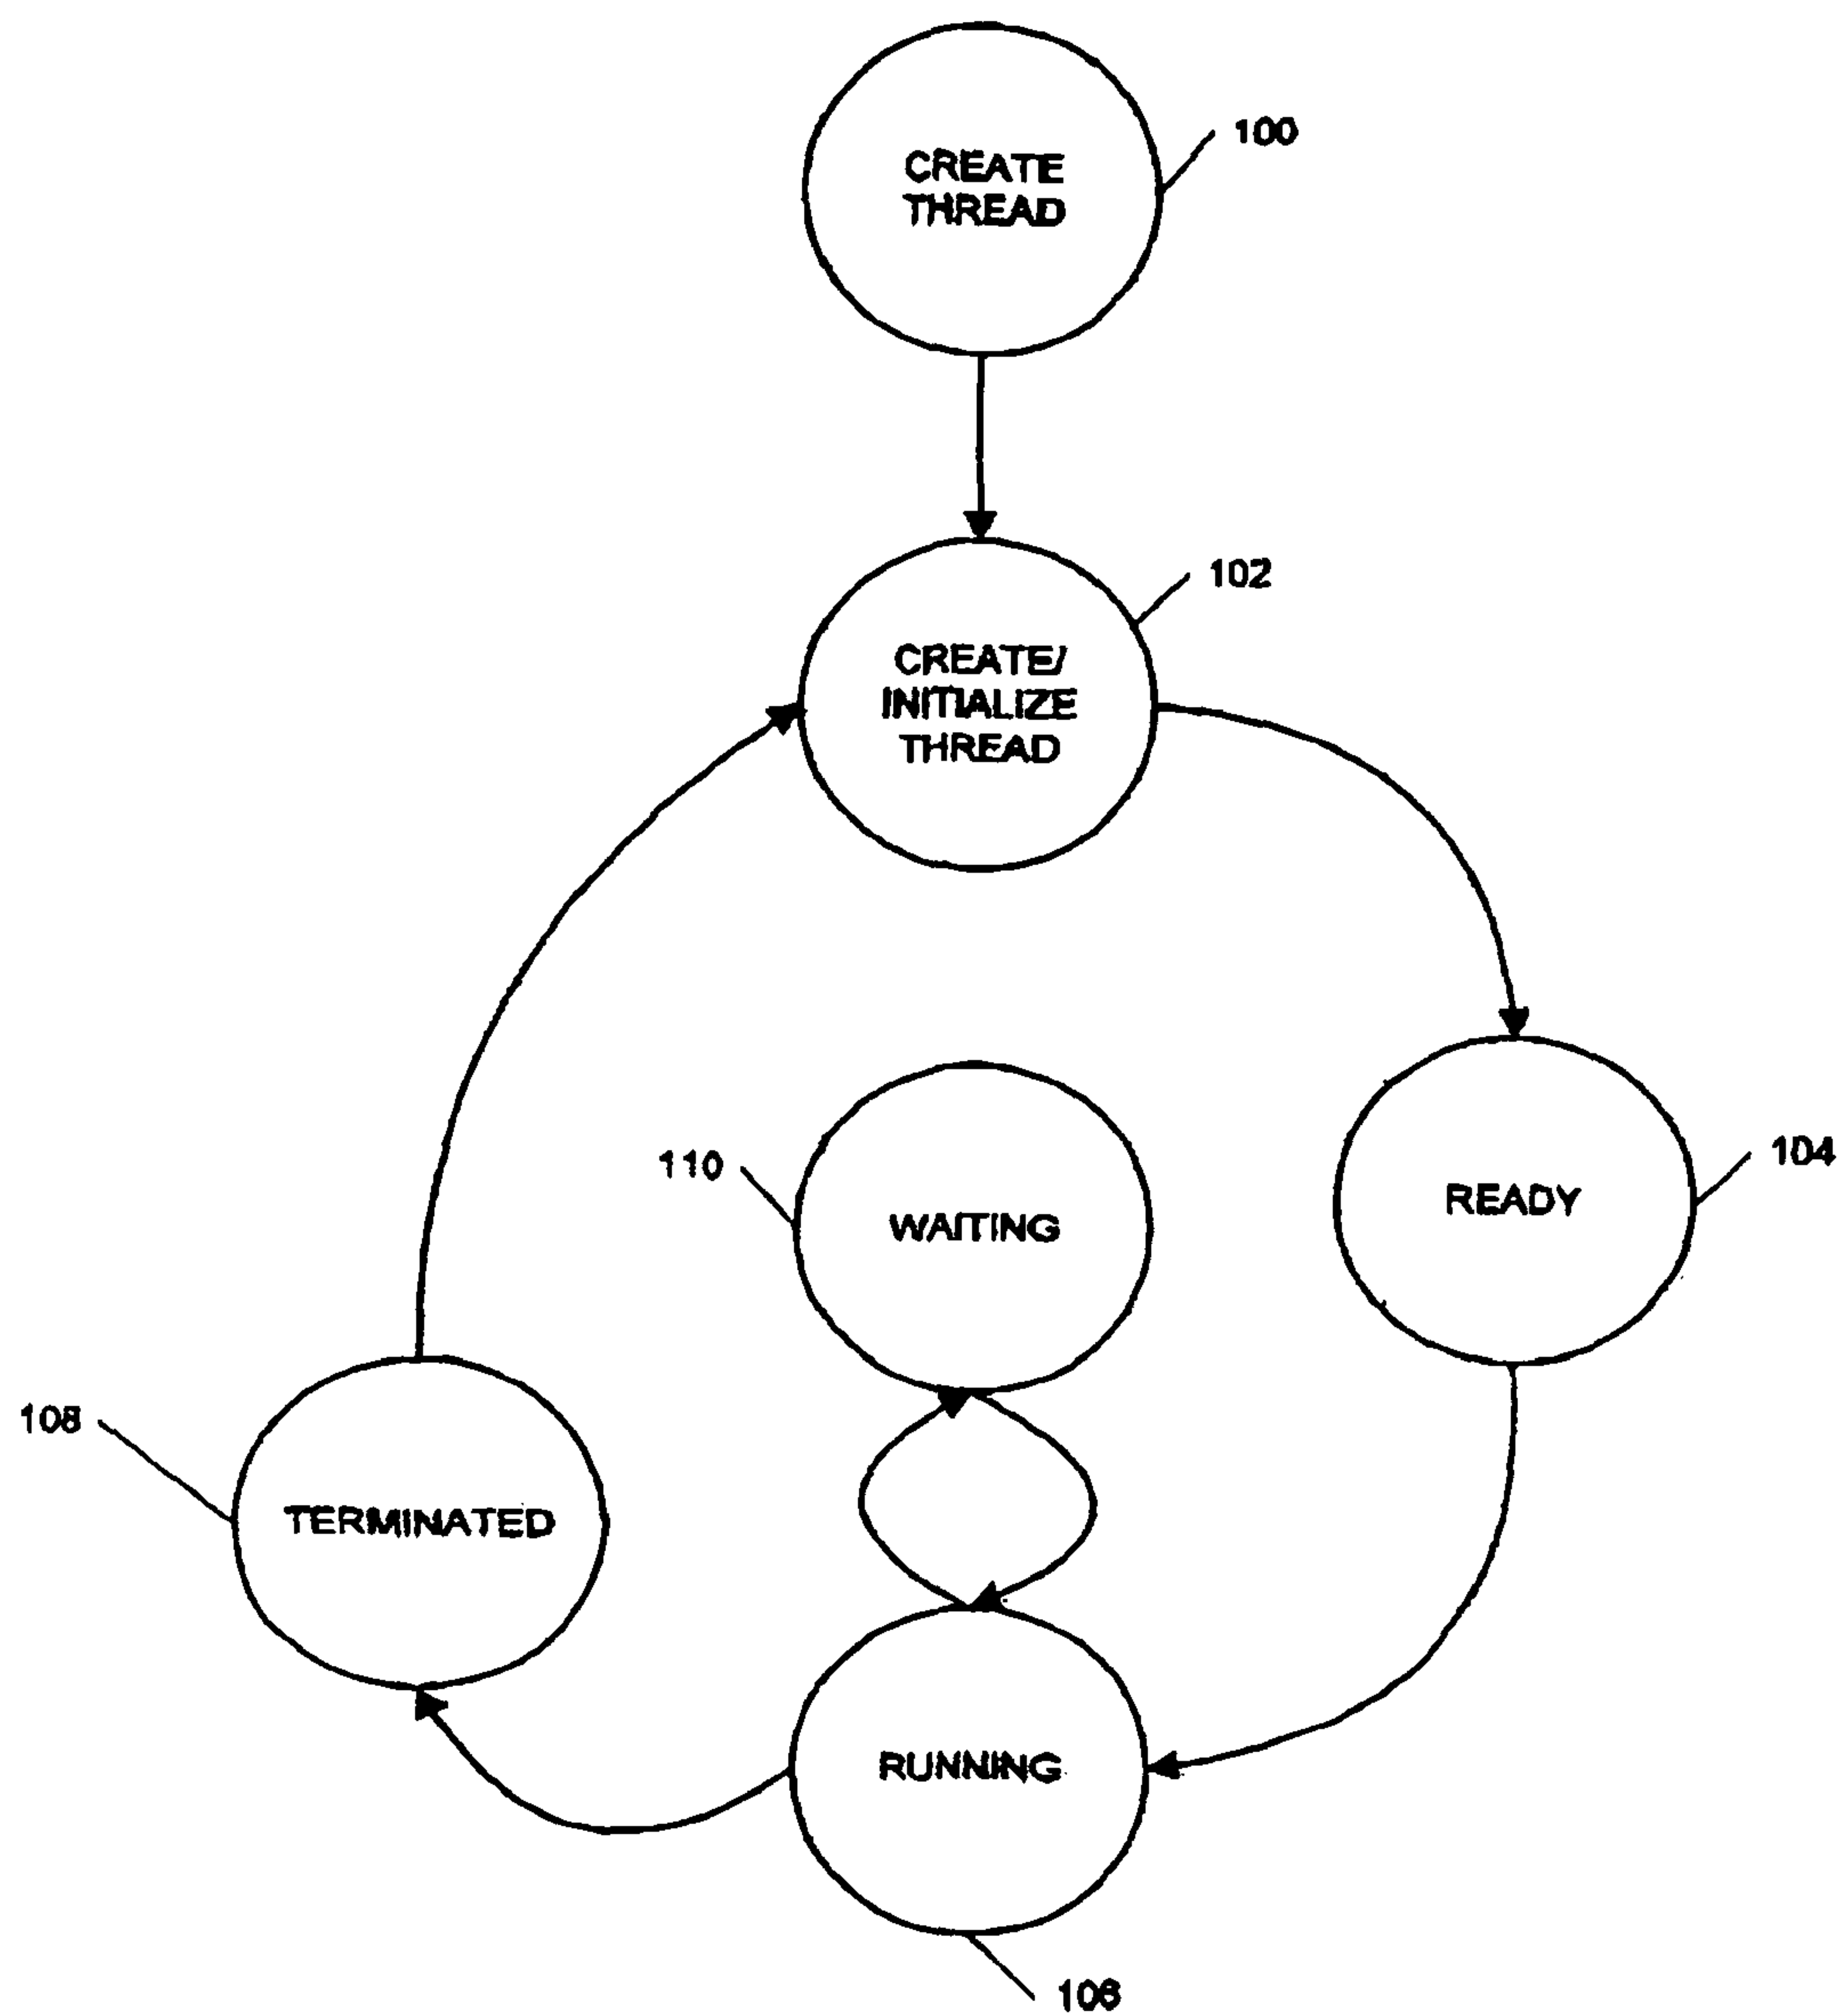 CREATE
THREAD
100
CREATE/
INITIALIZE
THREAD
102
WAITING
110
READY
104
TERMINATED
108
RUNNING
106